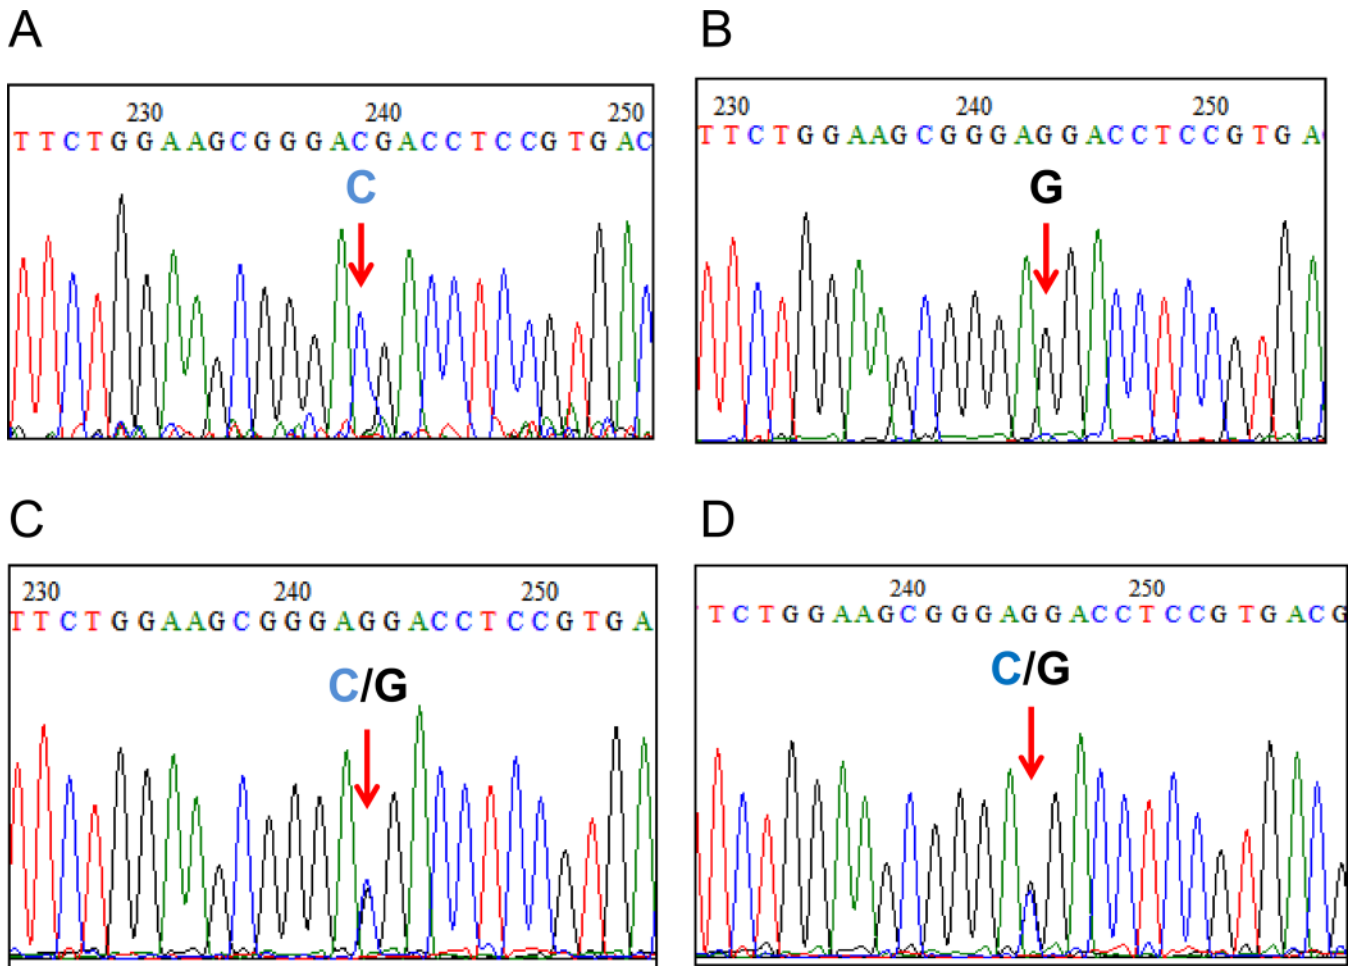 A
230 240 250
TTCTGGAAGCGGGACGACCTCCGTGAC
C
B
230 240 250
TTCTGGAAGCGGGAGGACCTCCGTGA
G
C
230 240 250
TTCTGGAAGCGGGAGGACCTCCGTGA
C/G
D
240 250
TCTGGAAGCGGGAGGACCTCCGTGACG
C/G